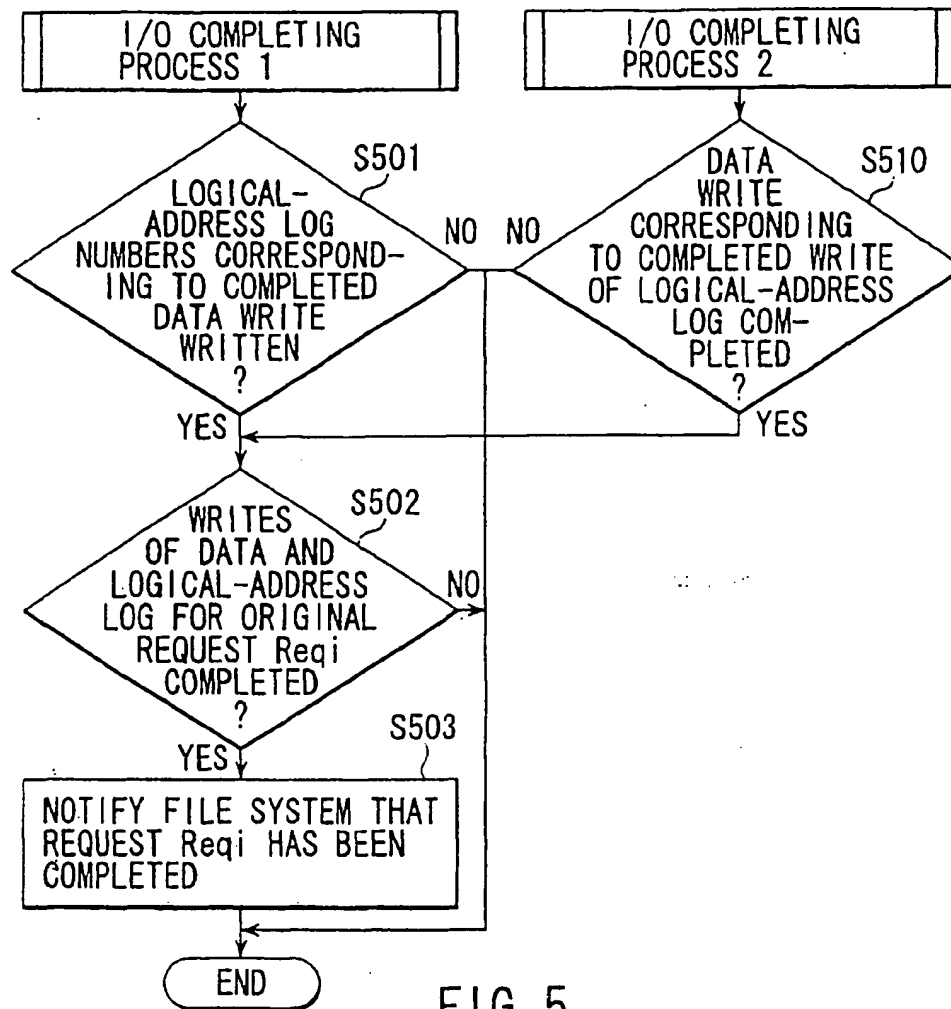 I/O COMPLETING
PROCESS 1
I/O COMPLETING
PROCESS 2
S501
LOGICAL-
ADDRESS LOG
NUMBERS CORRESPOND-
ING TO COMPLETED
DATA WRITE
WRITTEN
?
NO
YES
S510
DATA
WRITE
CORRESPONDING
TO COMPLETED WRITE
OF LOGICAL-ADDRESS
LOG COM-
PLETED
?
NO
YES
S502
WRITES
OF DATA AND
LOGICAL-ADDRESS
LOG FOR ORIGINAL
REQUEST Reqi
COMPLETED
?
NO
YES
S503
NOTIFY FILE SYSTEM THAT
REQUEST Reqi HAS BEEN
COMPLETED
END
FIG. 5